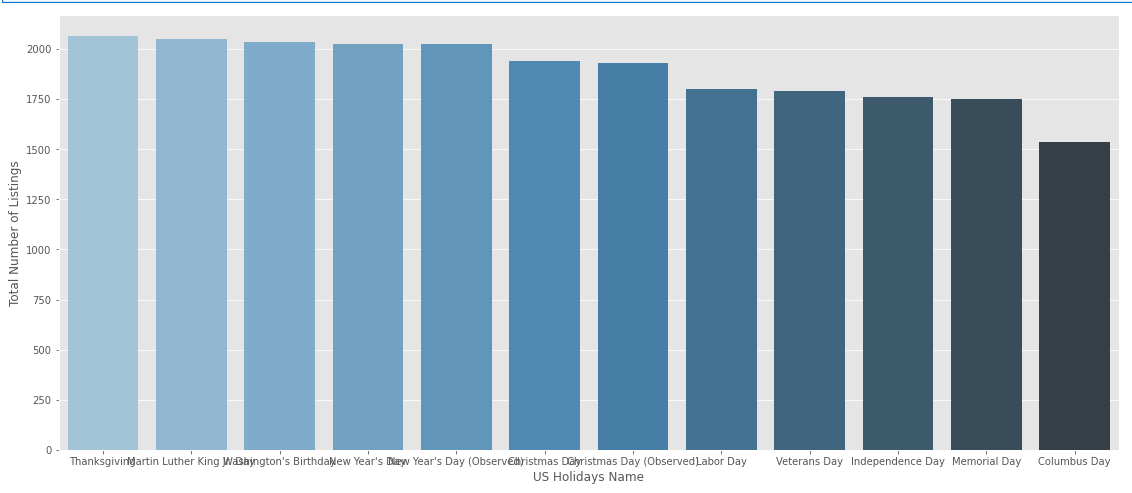 2000
1750
1500
1250
1000
750
500
250
0
Total Number of Listings
Thanksgiving
Martin Luther King Jr. Day
Washington's Birthday
New Year's Day
New Year's Day (Observed)
Christmas Day
Christmas Day (Observed)
Labor Day
Veterans Day
Independence Day
Memorial Day
Columbus Day
US Holidays Name